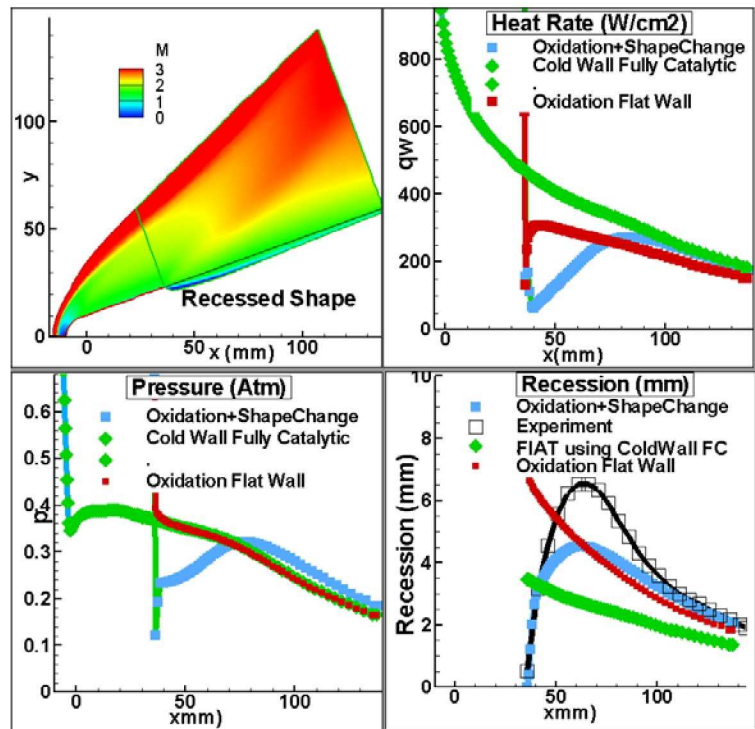 M
3
2
1
0
100
50
0
y
Recessed Shape
0
50
100
x (mm)
Heat Rate (W/cm2)
Oxidation+ShapeChange
Cold Wall Fully Catalytic
.
Oxidation Flat Wall
800
600
400
200
0
qw
0
50
100
x(mm)
Pressure (Atm)
Oxidation+ShapeChange
Cold Wall Fully Catalytic
.
Oxidation Flat Wall
0.6
0.5
0.4
0.3
0.2
0.1
0
p
0
50
100
xmm)
Recession (mm)
Oxidation+ShapeChange
Experiment
FIAT using ColdWall FC
Oxidation Flat Wall
10
8
6
4
2
0
Recession (mm)
0
50
100
xmm)